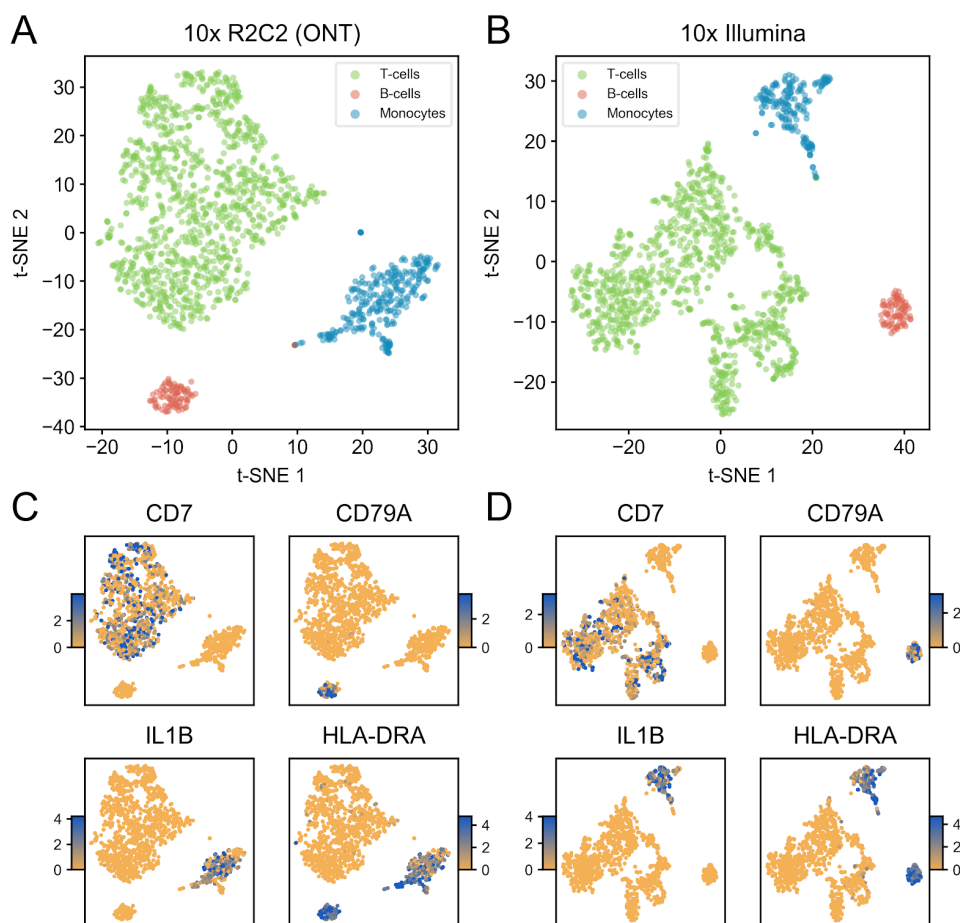 A
10x R2C2 (ONT)
T-cells
B-cells
Monocytes
t-SNE 2
30
20
10
0
−10
−20
−30
−40
−20
−10
0
10
20
30
t-SNE 1
B
10x Illumina
T-cells
B-cells
Monocytes
t-SNE 2
30
20
10
0
−10
−20
−20
0
20
40
t-SNE 1
C
CD7
2
0
CD79A
2
0
IL1B
4
2
0
HLA-DRA
4
2
0
D
CD7
2
0
CD79A
2
0
IL1B
4
2
0
HLA-DRA
4
2
0